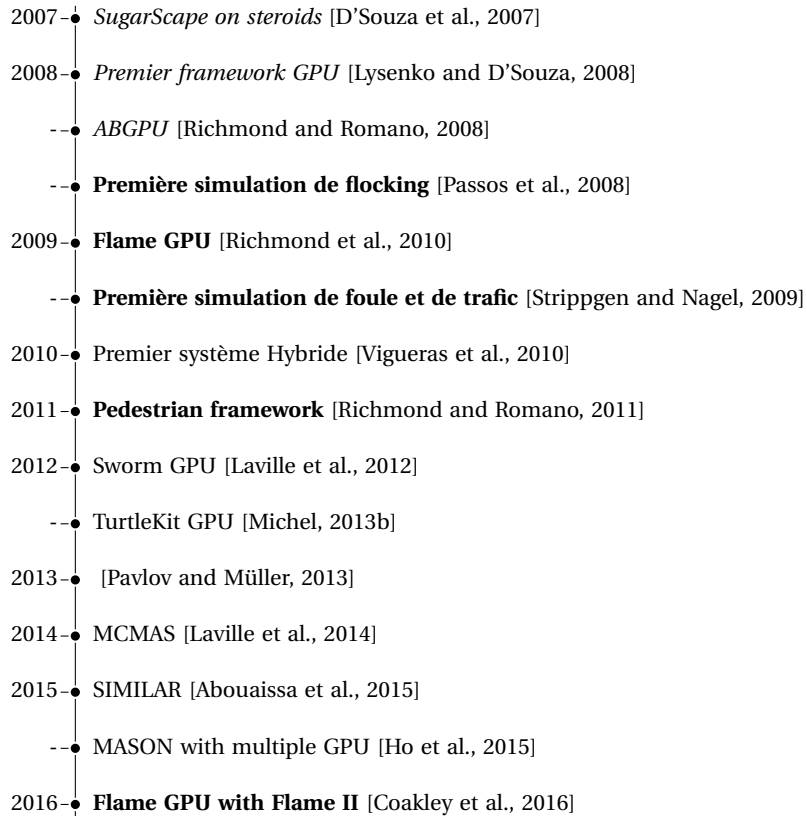 2007 SugarScape on steroids [D'Souza et al., 2007]
2008 Premier framework GPU [Lysenko and D'Souza, 2008]
ABGPU [Richmond and Romano, 2008]
Première simulation de flocking [Passos et al., 2008]
2009 Flame GPU [Richmond et al., 2010]
Première simulation de foule et de trafic [Strippgen and Nagel, 2009]
2010 Premier système Hybride [Vigueras et al., 2010]
2011 Pedestrian framework [Richmond and Romano, 2011]
2012 Sworm GPU [Laville et al., 2012]
TurtleKit GPU [Michel, 2013b]
2013 [Pavlov and Müller, 2013]
2014 MCMAS [Laville et al., 2014]
2015 SIMILAR [Abouaissa et al., 2015]
MASON with multiple GPU [Ho et al., 2015]
2016 Flame GPU with Flame II [Coakley et al., 2016]